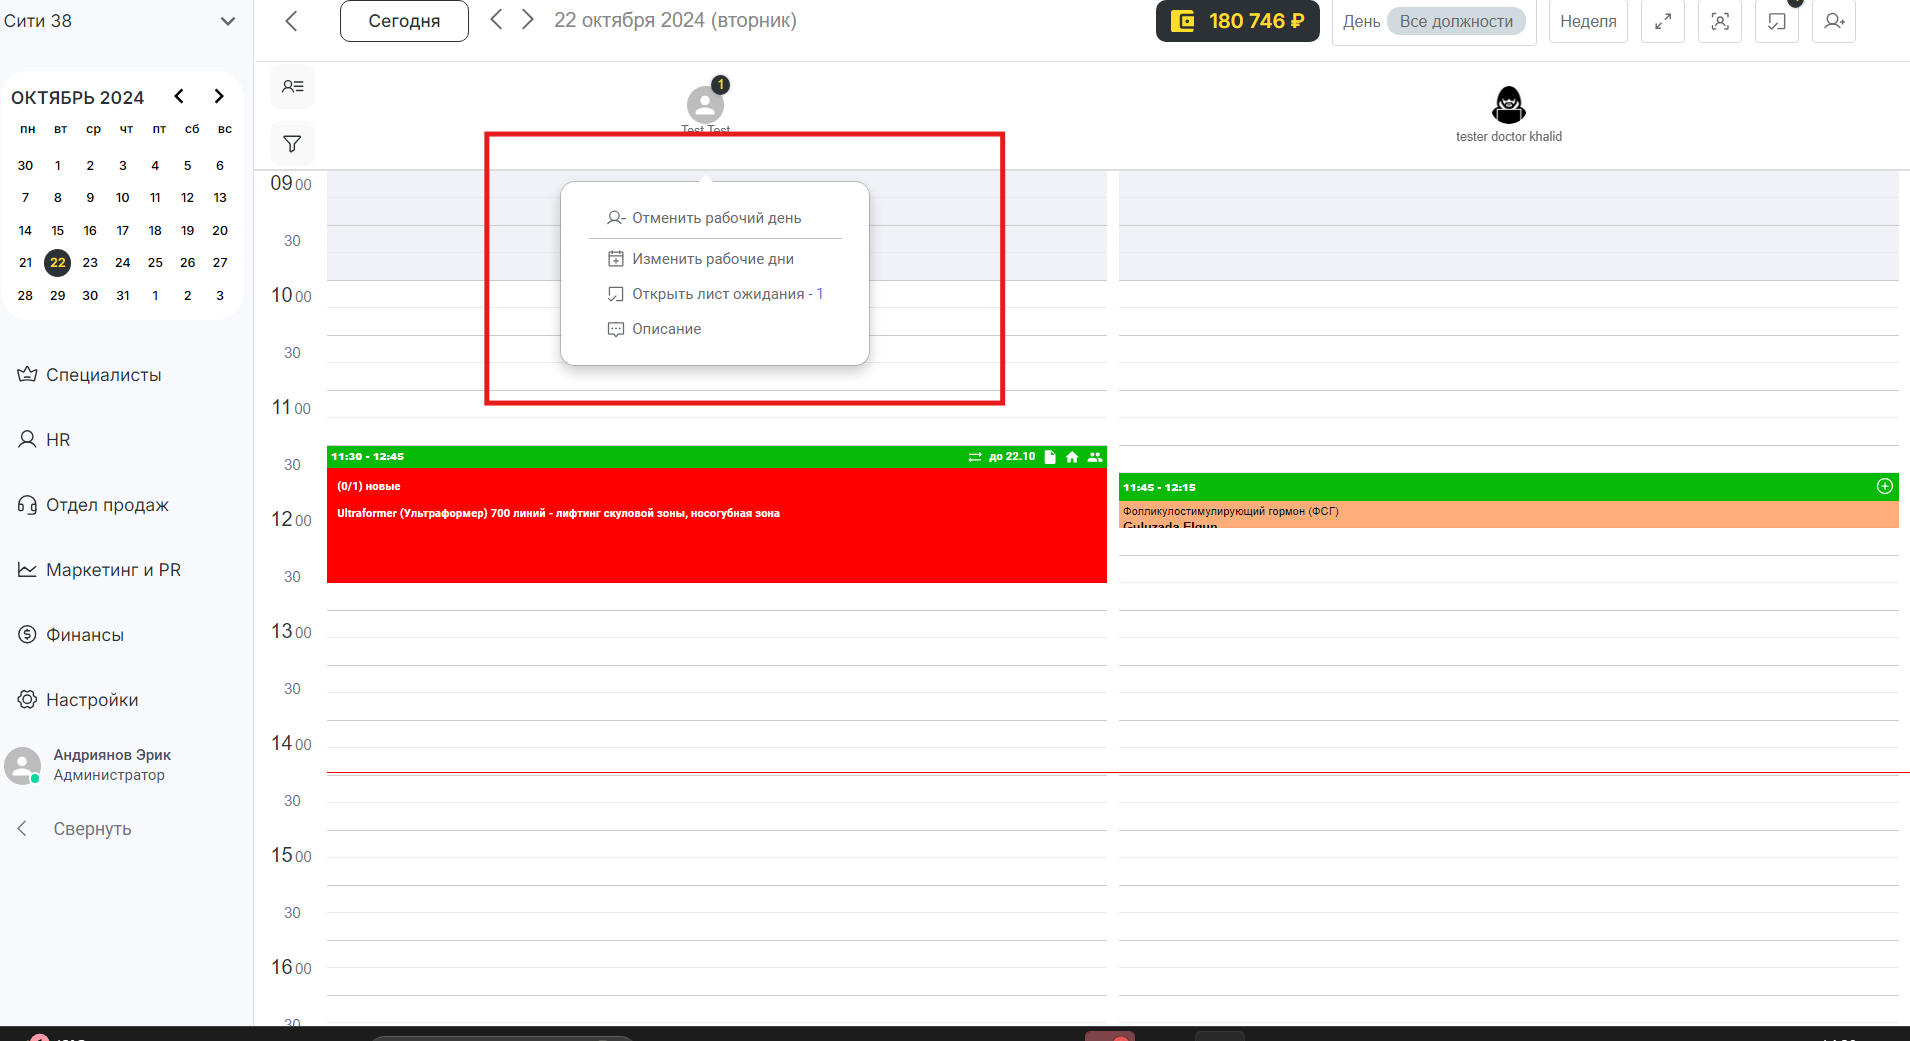 Сити 38
Сегодня
22 октября 2024 (вторник)
180 746 ₽
День Все должности
Неделя
ОКТЯБРЬ 2024
пн вт ср чт пт сб вс
30 1 2 3 4 5 6
7 8 9 10 11 12 13
14 15 16 17 18 19 20
21 22 23 24 25 26 27
28 29 30 31 1 2 3
Специалисты
HR
Отдел продаж
Маркетинг и PR
Финансы
Настройки
Андриянов Эрик
Администратор
Свернуть
1
Test Test
tester doctor khalid
09 00
30
10 00
30
11 00
30
12 00
30
13 00
30
14 00
30
15 00
30
16 00
30
Отменить рабочий день
Изменить рабочие дни
Открыть лист ожидания - 1
Описание
11:30 - 12:45
до 22.10
(0/1) новые
Ultraformer (Ультраформер) 700 линий - лифтинг скуловой зоны, носогубная зона
11:45 - 12:15
Фолликулостимулирующий гормон (ФСГ)
Guluzada Elgun